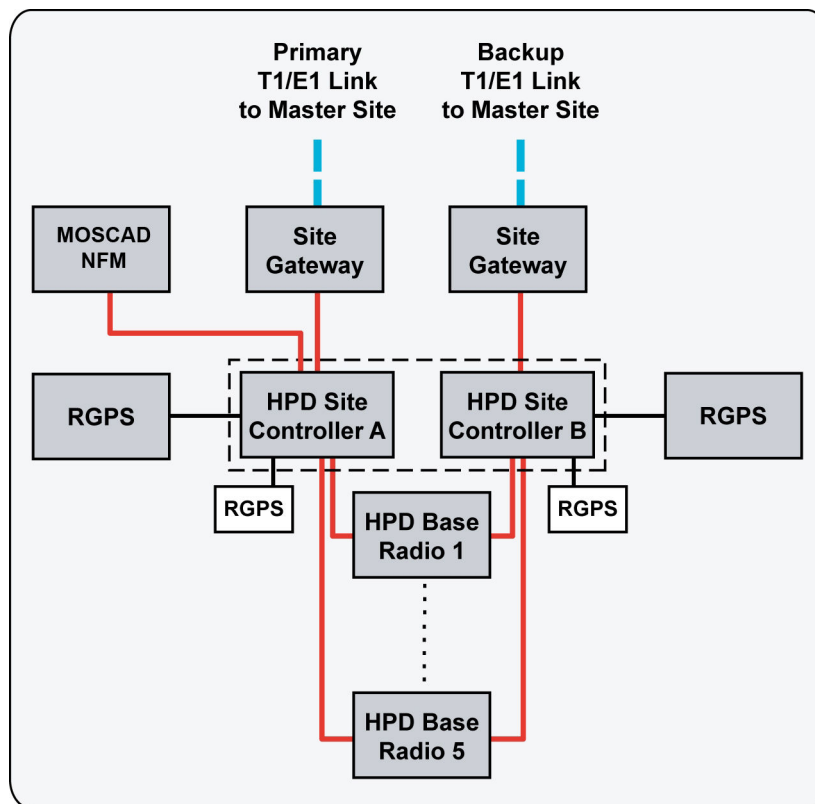 Primary
T1/E1 Link
to Master Site
Backup
T1/E1 Link
to Master Site
MOSCAD
NFM
Site
Gateway
Site
Gateway
RGPS
HPD Site
Controller A
HPD Site
Controller B
RGPS
RGPS
HPD Base
Radio 1
RGPS
HPD Base
Radio 5